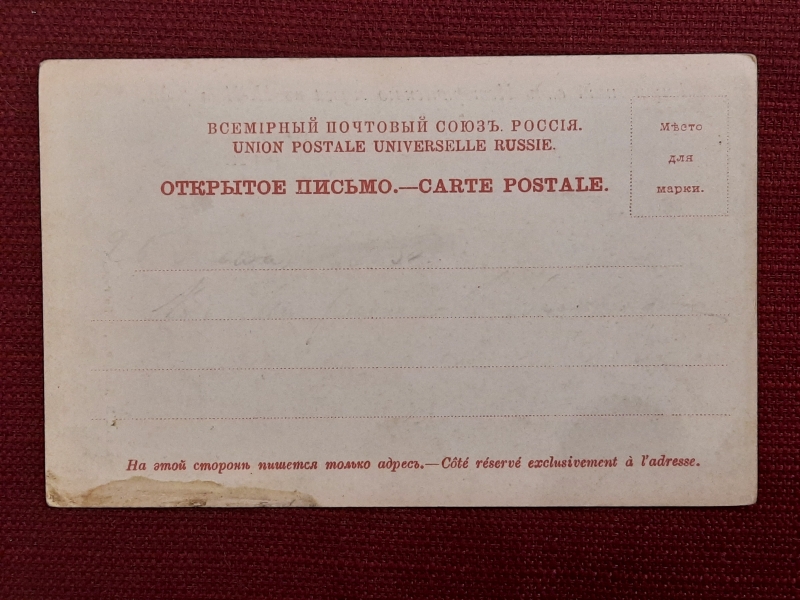 ВСЕМІРНЫЙ ПОЧТОВЫЙ СОЮЗЪ. РОССІЯ.
UNION POSTALE UNIVERSELLE RUSSIE.
ОТКРЫТОЕ ПИСЬМО.—CARTE POSTALE.
Мѣсто
для
марки.
На этой сторонѣ пишется только адресъ.—Côté réservé exclusivement à l'adresse.